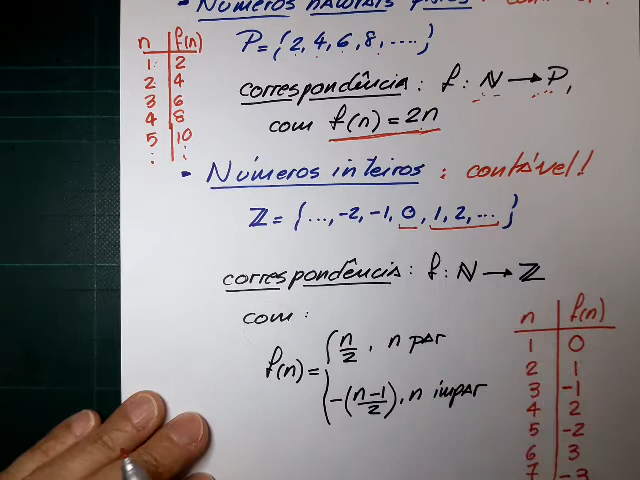 • Números naturais pares : contável!
P = {2, 4, 6, 8, ....}
n f(n)
1 2
2 4
3 6
4 8
5 10
⋮ ⋮
correspondência : f : ℕ → P,
com f(n) = 2n
• Números inteiros : contável!
ℤ = {..., -2, -1, 0, 1, 2, ...}
correspondência : f : ℕ → ℤ
com :
f(n) = { n/2 , n par
-(n-1/2), n impar
n f(n)
1 0
2 1
3 -1
4 2
5 -2
6 3
7 -3